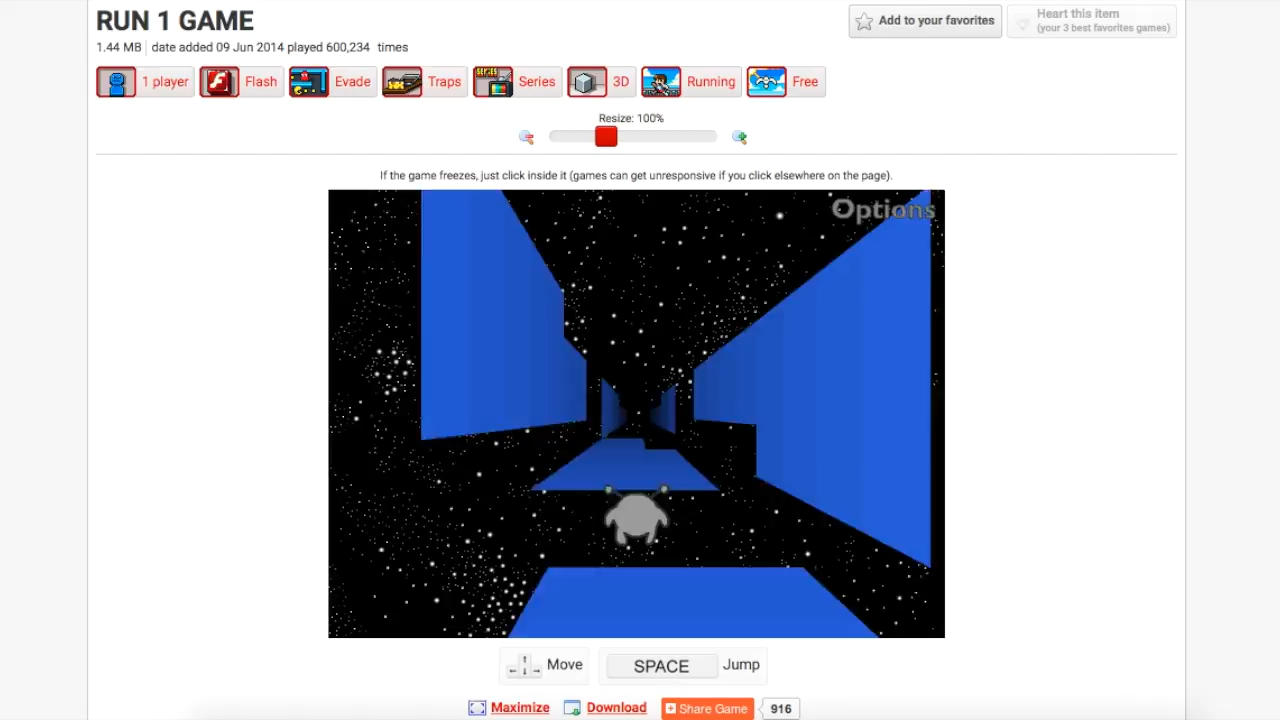 RUN 1 GAME
Add to your favorites
Heart this item
(your 3 best favorites games)
1.44 MB date added 09 Jun 2014 played 600,234 times
1 player Flash Evade Traps SERIES Series 3D Running Free
Resize: 100%
If the game freezes, just click inside it (games can get unresponsive if you click elsewhere on the page).
Options
Move SPACE Jump
Maximize Download Share Game 916